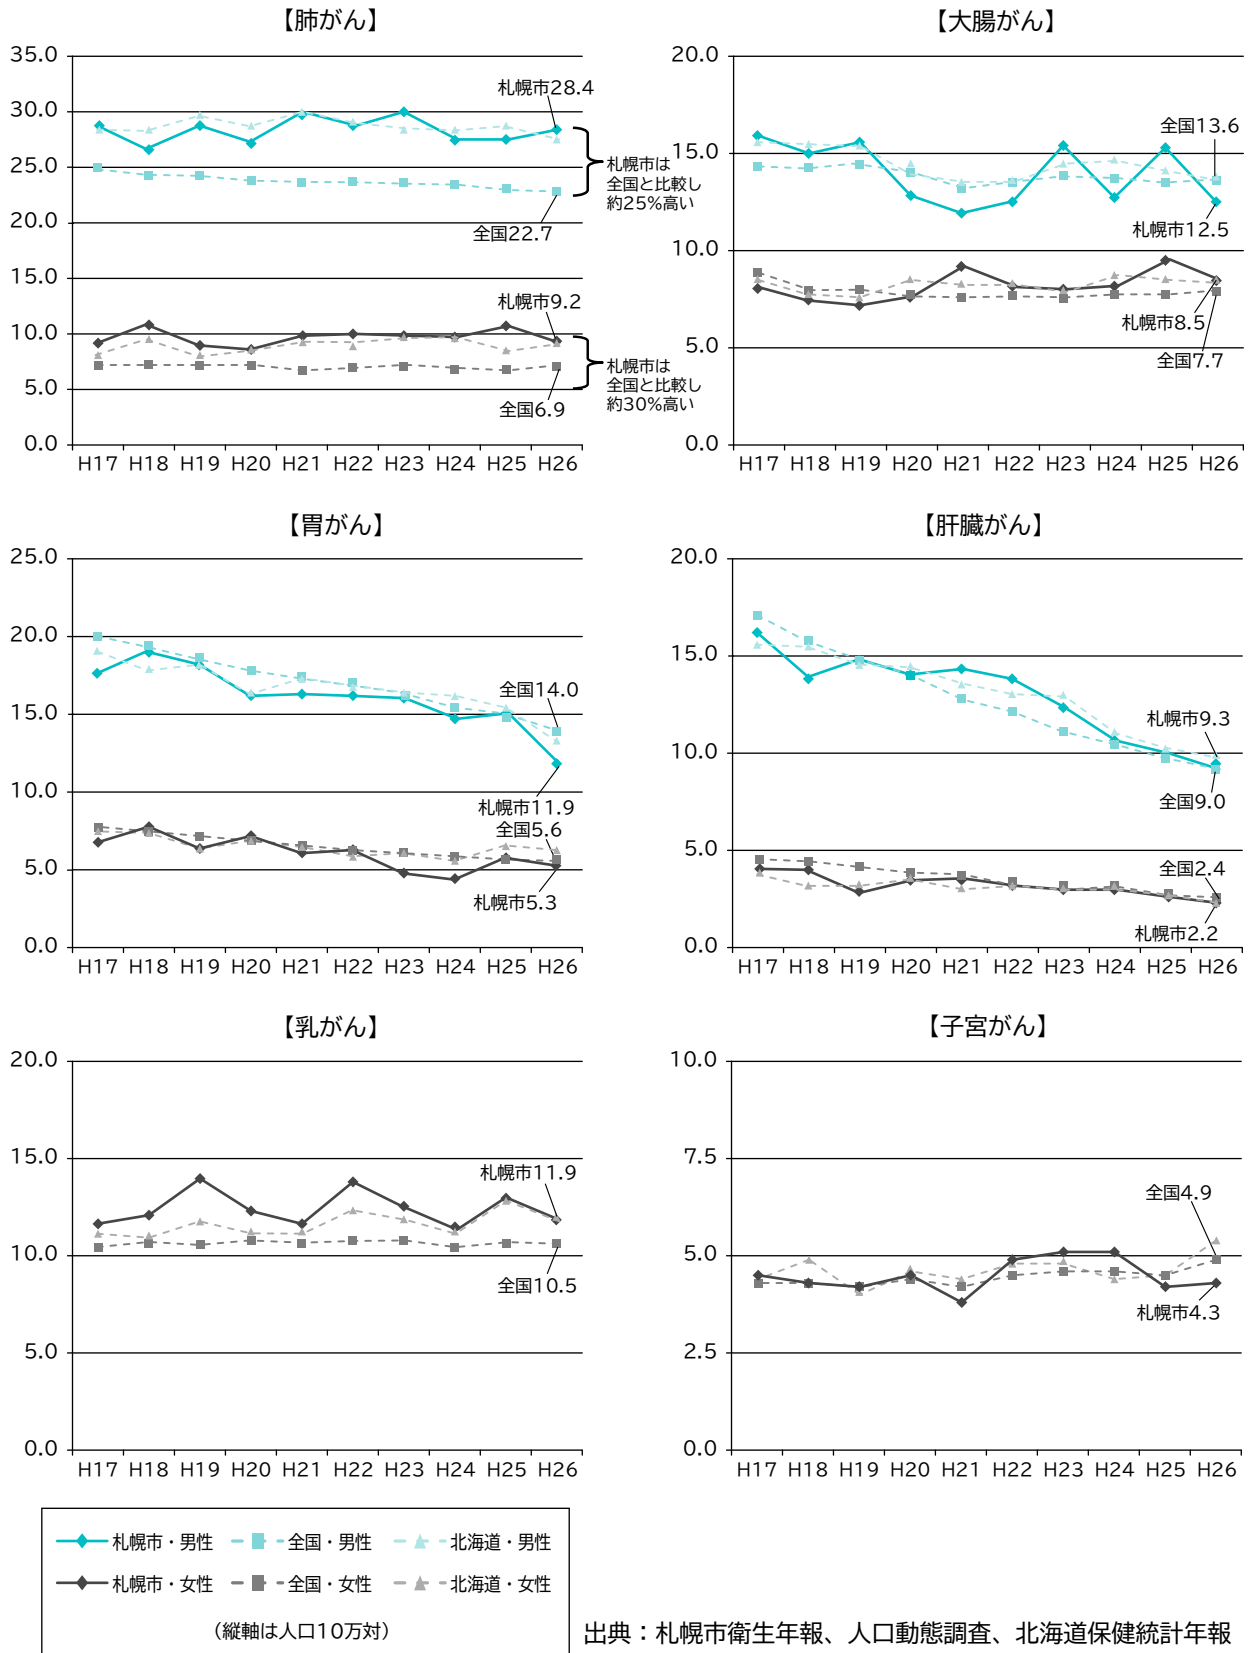 【肺がん】
35.0
30.0
25.0
20.0
15.0
10.0
5.0
0.0
H17 H18 H19 H20 H21 H22 H23 H24 H25 H26
札幌市28.4
全国22.7
札幌市は
全国と比較し
約25%高い
札幌市9.2
全国6.9
札幌市は
全国と比較し
約30%高い
【大腸がん】
20.0
15.0
10.0
5.0
0.0
H17 H18 H19 H20 H21 H22 H23 H24 H25 H26
全国13.6
札幌市12.5
札幌市8.5
全国7.7
【胃がん】
25.0
20.0
15.0
10.0
5.0
0.0
H17 H18 H19 H20 H21 H22 H23 H24 H25 H26
全国14.0
札幌市11.9
全国5.6
札幌市5.3
【肝臓がん】
20.0
15.0
10.0
5.0
0.0
H17 H18 H19 H20 H21 H22 H23 H24 H25 H26
札幌市9.3
全国9.0
全国2.4
札幌市2.2
【乳がん】
20.0
15.0
10.0
5.0
0.0
H17 H18 H19 H20 H21 H22 H23 H24 H25 H26
札幌市11.9
全国10.5
【子宮がん】
10.0
7.5
5.0
2.5
0.0
H17 H18 H19 H20 H21 H22 H23 H24 H25 H26
全国4.9
札幌市4.3
札幌市・男性 全国・男性 北海道・男性
札幌市・女性 全国・女性 北海道・女性
（縦軸は人口10万対）
出典：札幌市衛生年報、人口動態調査、北海道保健統計年報